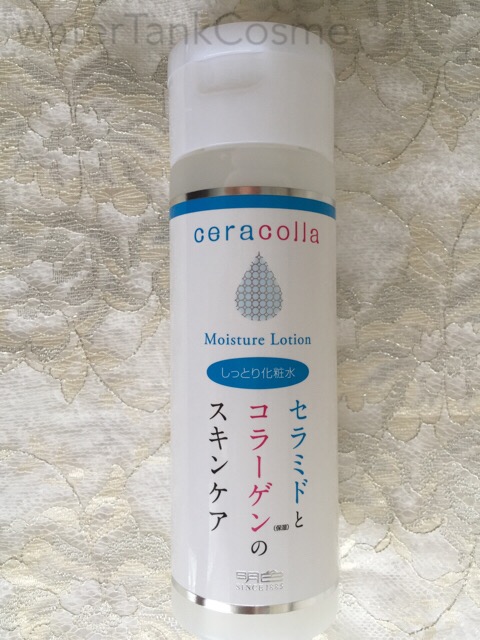 waterTankCosme
ceracolla
Moisture Lotion
しっとり化粧水
セラミドと
コラーゲンの
(保湿)
スキンケア
明色
SINCE 1885